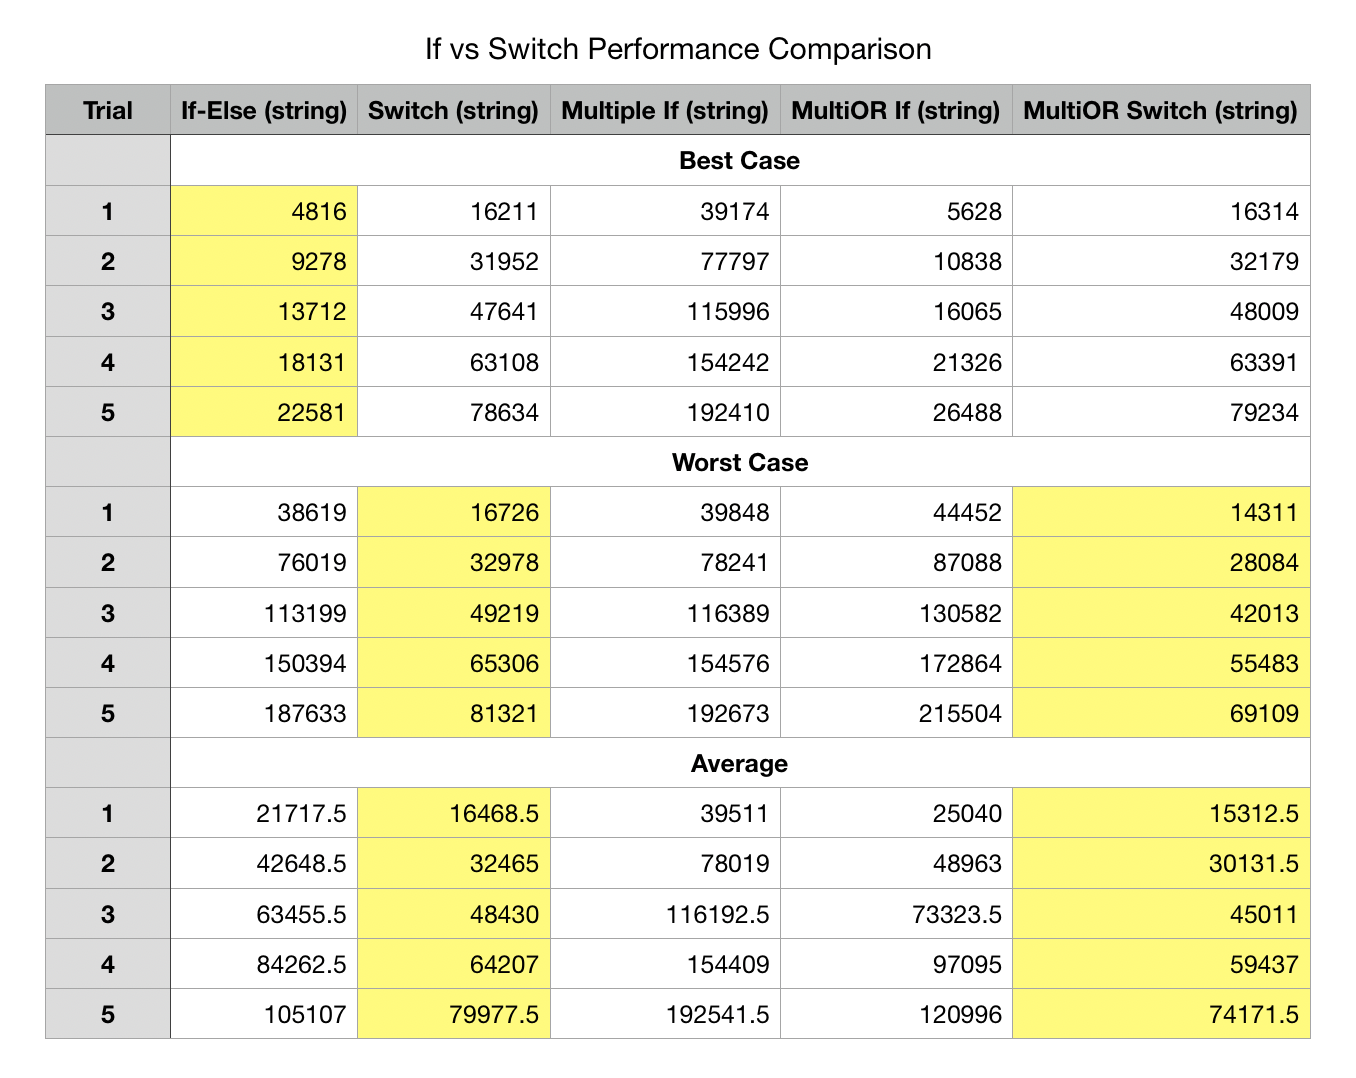 If vs Switch Performance Comparison
Trial If-Else (string) Switch (string) Multiple If (string) MultiOR If (string) MultiOR Switch (string)
Best Case
1 4816 16211 39174 5628 16314
2 9278 31952 77797 10838 32179
3 13712 47641 115996 16065 48009
4 18131 63108 154242 21326 63391
5 22581 78634 192410 26488 79234
Worst Case
1 38619 16726 39848 44452 14311
2 76019 32978 78241 87088 28084
3 113199 49219 116389 130582 42013
4 150394 65306 154576 172864 55483
5 187633 81321 192673 215504 69109
Average
1 21717.5 16468.5 39511 25040 15312.5
2 42648.5 32465 78019 48963 30131.5
3 63455.5 48430 116192.5 73323.5 45011
4 84262.5 64207 154409 97095 59437
5 105107 79977.5 192541.5 120996 74171.5